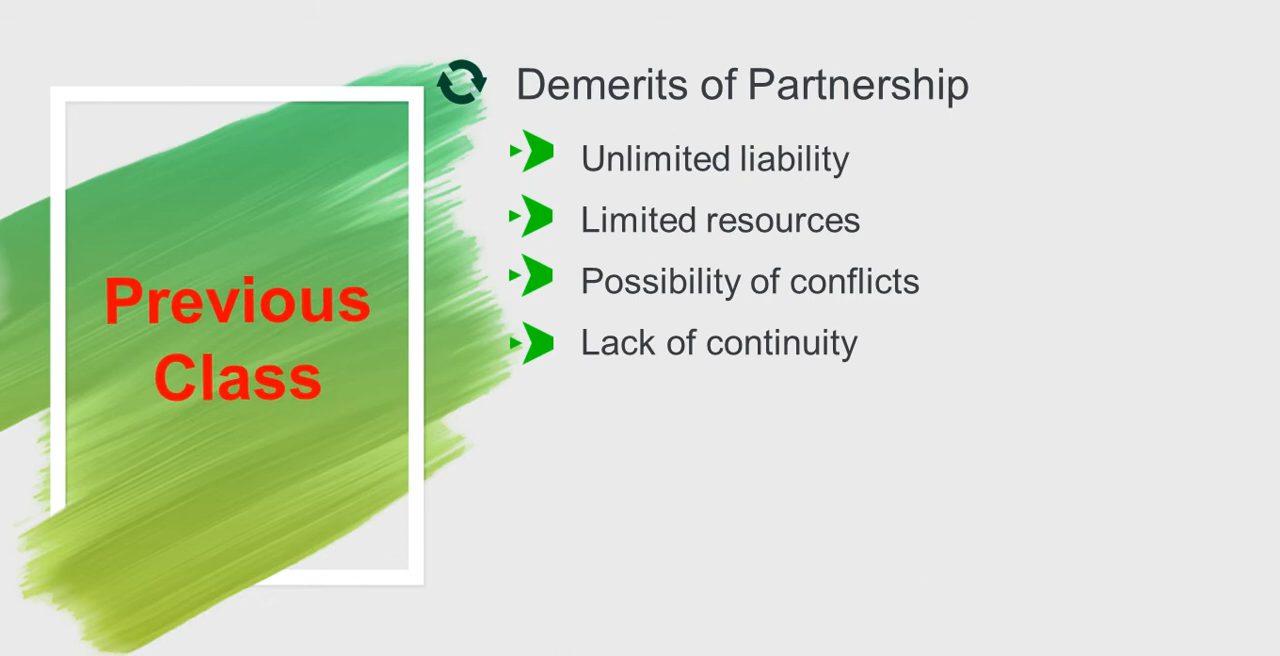 Previous
Class
Demerits of Partnership
Unlimited liability
Limited resources
Possibility of conflicts
Lack of continuity